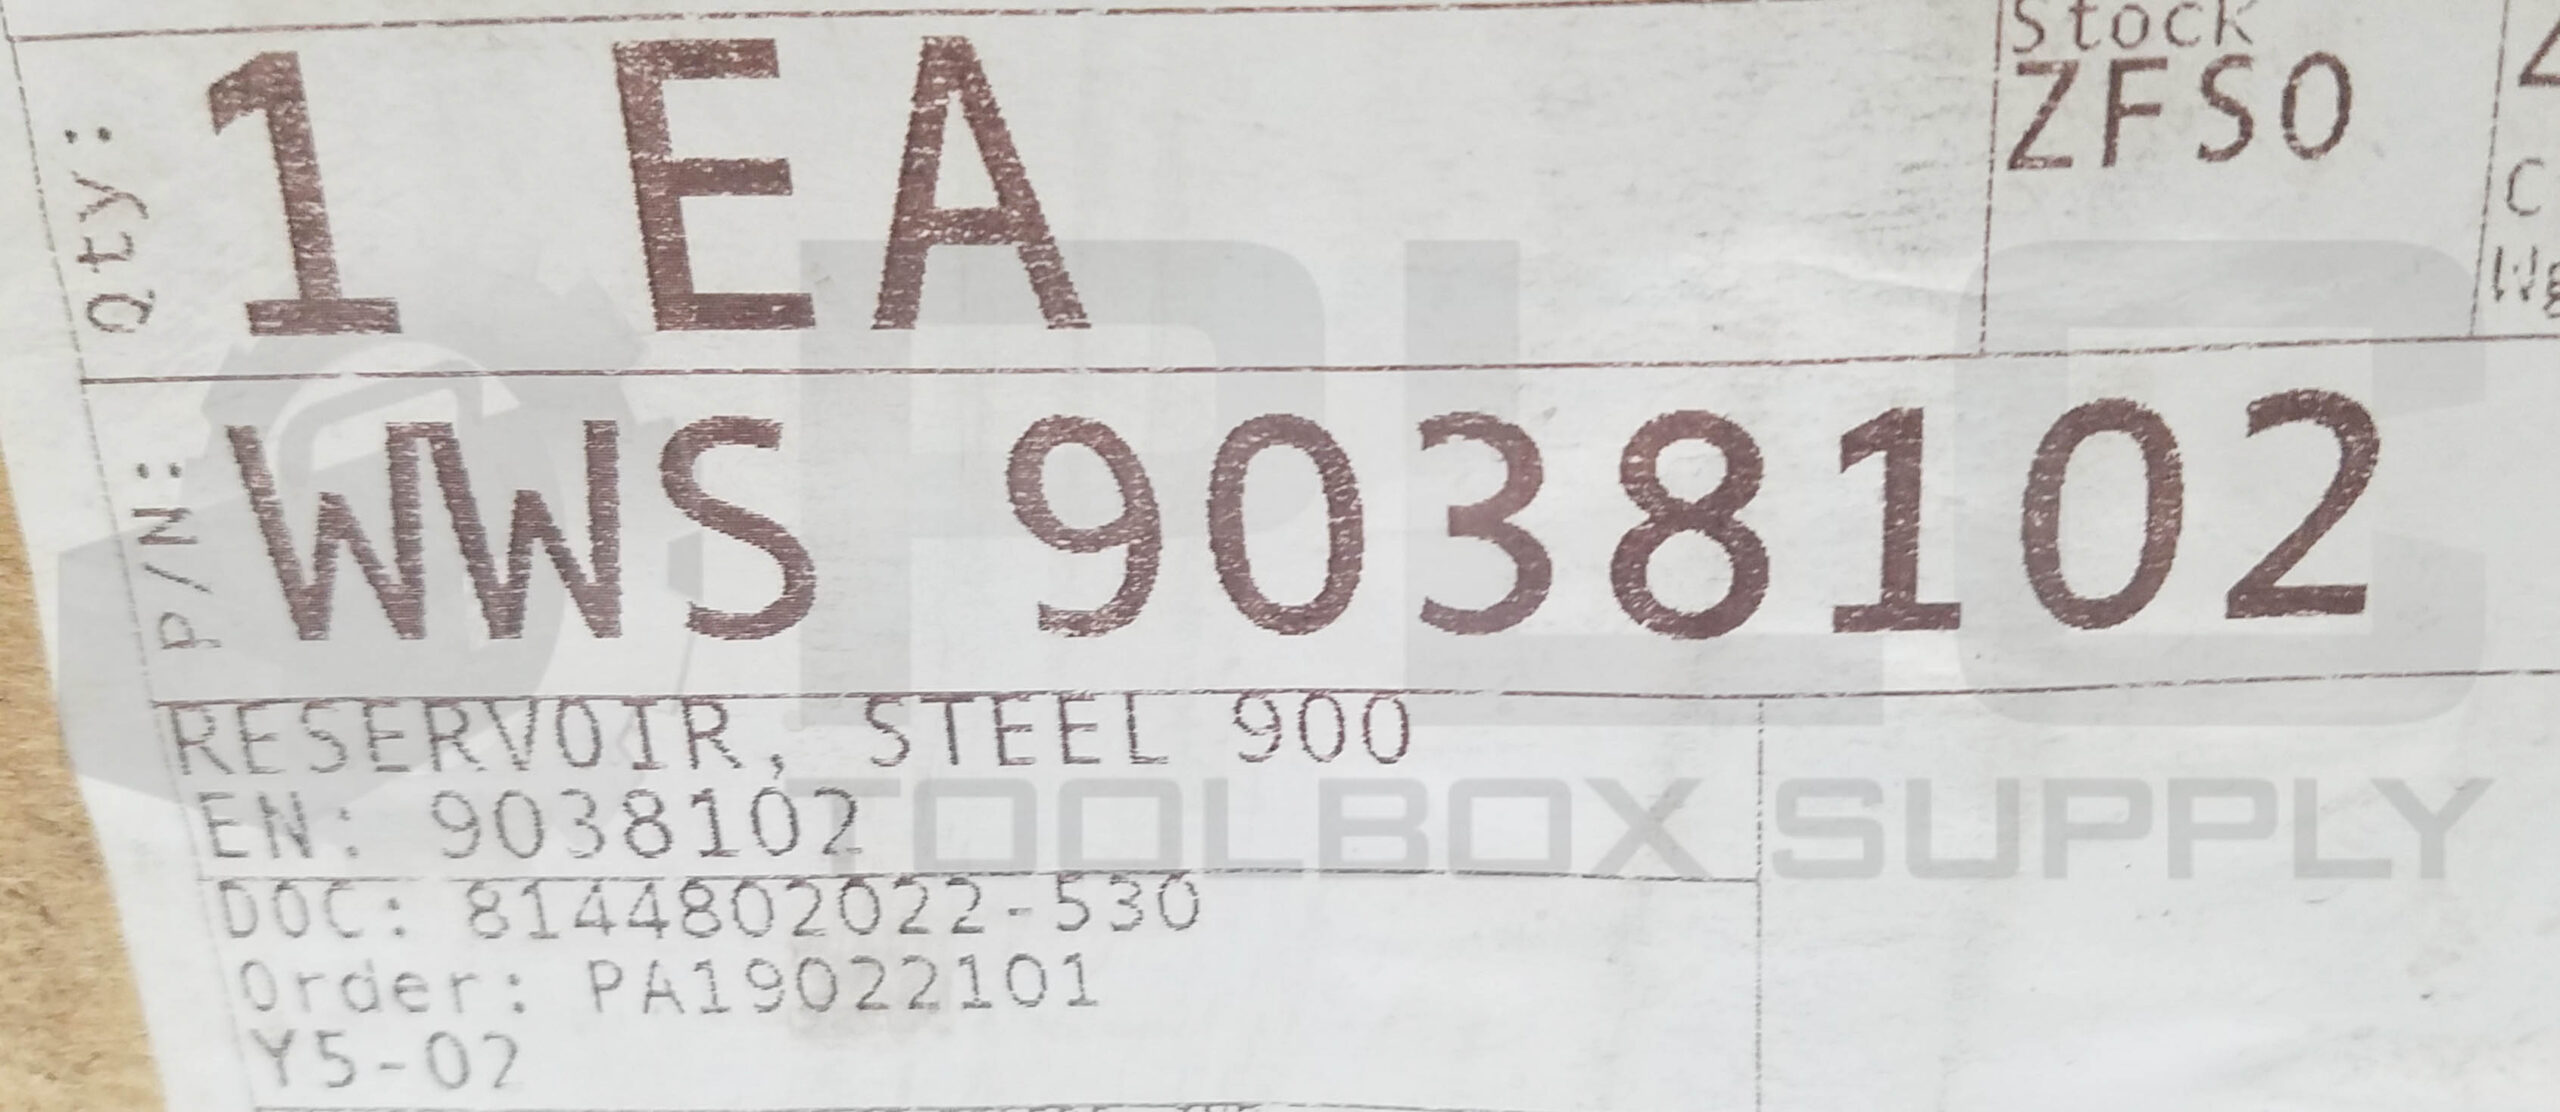 Qty: 1 EA
Stock
ZFSO
C
P/N: WWS 9038102
RESERVOIR, STEEL 900
EN: 9038102
DOC: 8144802022-530
Order: PA19022101
Y5-02
PLC
TOOLBOX SUPPLY